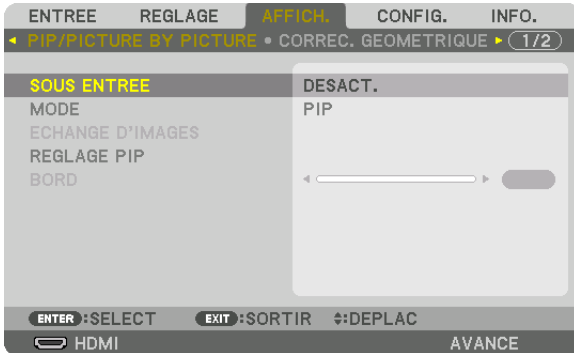 ENTREE REGLAGE AFFICH. CONFIG. INFO.
PIP/PICTURE BY PICTURE • CORREC. GEOMETRIQUE 1/2
SOUS ENTREE DESACT.
MODE PIP
ECHANGE D'IMAGES
REGLAGE PIP
BORD
ENTER :SELECT EXIT :SORTIR :DEPLAC
HDMI AVANCE